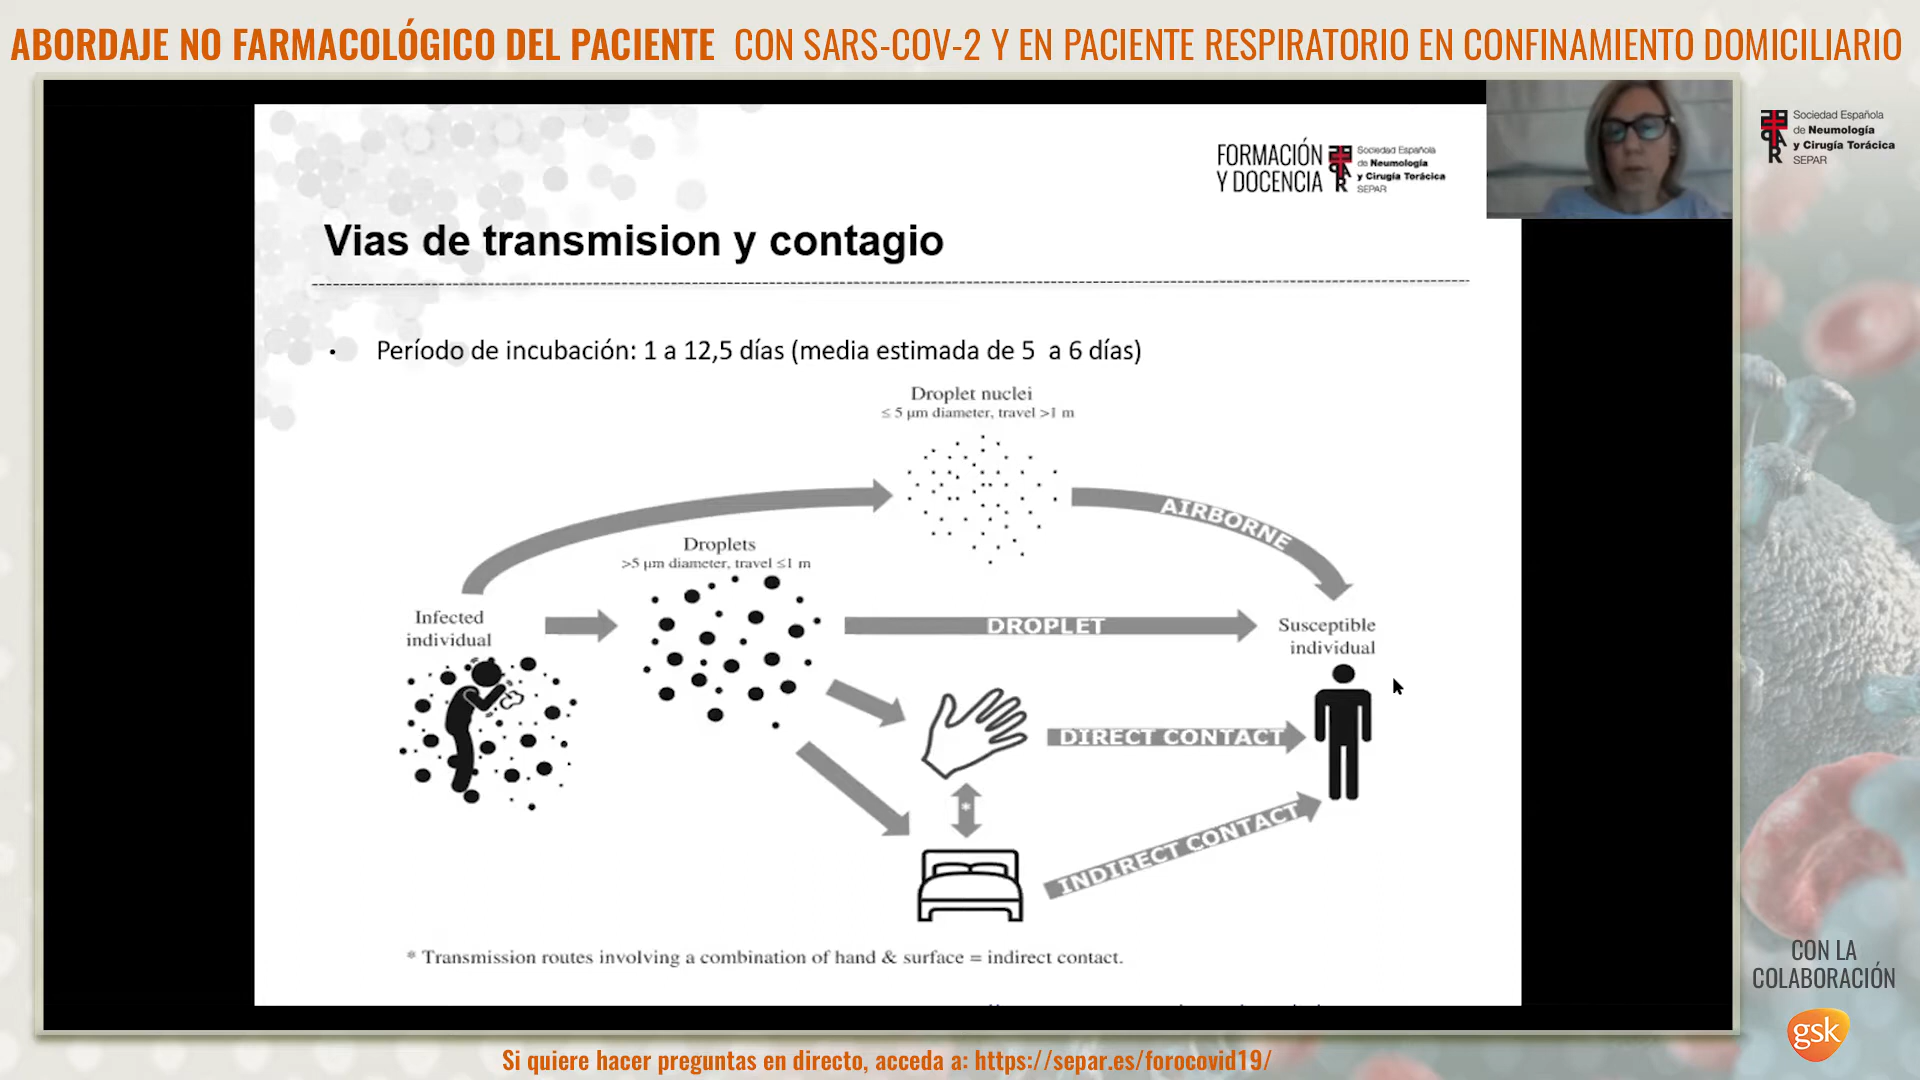 ABORDAJE NO FARMACOLÓGICO DEL PACIENTE CON SARS-COV-2 Y EN PACIENTE RESPIRATORIO EN CONFINAMIENTO DOMICILIARIO
Sociedad Española
de Neumología
y Cirugía Torácica
SEPAR
FORMACIÓN
Y DOCENCIA
Sociedad Española
de Neumología
y Cirugía Torácica
SEPAR
Vias de transmision y contagio
• Período de incubación: 1 a 12,5 días (media estimada de 5 a 6 días)
Droplet nuclei
≤ 5 µm diameter, travel >1 m
AIRBORNE
Droplets
>5 µm diameter, travel ≤1 m
Infected
individual
DROPLET
Susceptible
individual
DIRECT CONTACT
*
INDIRECT CONTACT
* Transmission routes involving a combination of hand & surface = indirect contact.
CON LA
COLABORACIÓN
gsk
Si quiere hacer preguntas en directo, acceda a: https://separ.es/forocovid19/